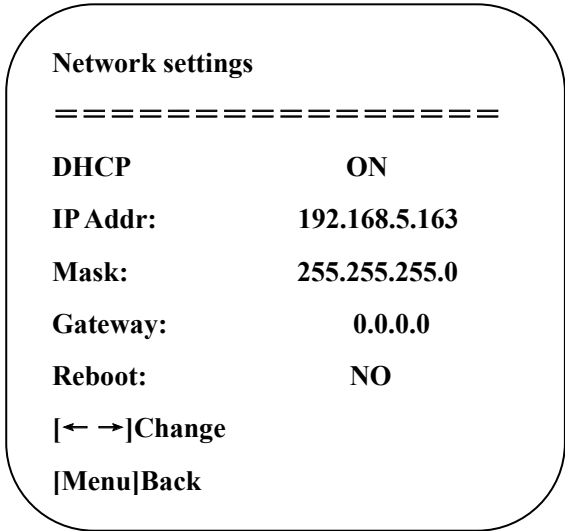 Network settings
================
DHCP ON
IP Addr: 192.168.5.163
Mask: 255.255.255.0
Gateway: 0.0.0.0
Reboot: NO
[← →]Change
[Menu]Back